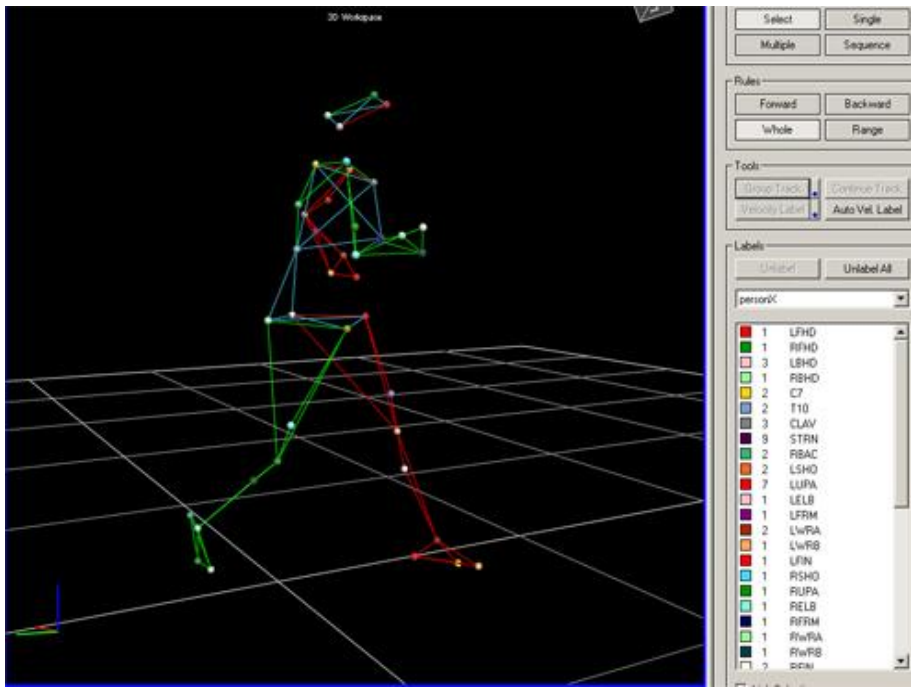 3D Workspace
Select Single
Multiple Sequence
Rules
Forward Backward
Whole Range
Tools
Group Track Continue Track
Velocity Label Auto Vel. Label
Labels
Unlabel Unlabel All
personX
1 LFHD
1 RFHD
3 LBHD
1 RBHD
2 C7
2 T10
3 CLAV
9 STRN
2 RBAC
2 LSHO
7 LUPA
1 LELB
1 LFRM
2 LWRA
1 LWRB
1 LFIN
1 RSHO
1 RUPA
1 RELB
1 RFRM
1 RWRA
1 RWRB
2 RFIN